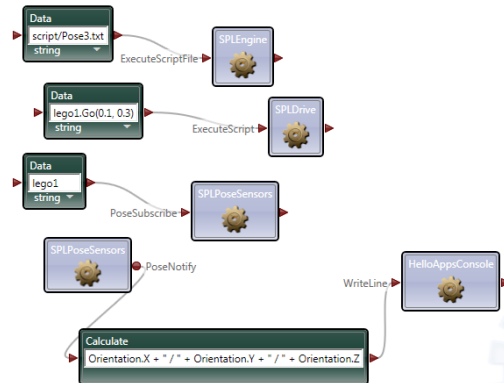 Data
script/Pose3.txt
string
ExecuteScriptFile
SPLEngine
Data
lego1.Go(0.1, 0.3)
string
ExecuteScript
SPLDrive
Data
lego1
string
PoseSubscribe
SPLPoseSensors
SPLPoseSensors
PoseNotify
HelloAppsConsole
WriteLine
Calculate
Orientation.X + " / " + Orientation.Y + " / " + Orientation.Z